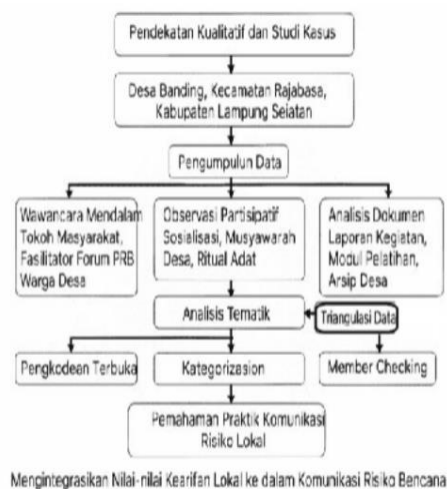 Pendekatan Kualitatif dan Studi Kasus
Desa Banding, Kecamatan Rajabasa,
Kabupaten Lampung Seiatan
Pengumpulun Data
Wawancara Mendalam
Tokoh Masyarakat,
Fasilitator Forum PRB
Warga Desa
Observasi Partisipatif
Sosialisasi, Musyawarah
Desa, Ritual Adat
Analisis Dokumen
Laporan Kegiatan,
Modul Pelatihan,
Arsip Desa
Analisis Tematik
Triangulasi Data
Pengkodean Terbuka
Kategorizasion
Member Checking
Pemahaman Praktik Komunikasi
Risiko Lokal
Mengintegrasikan Nilai-nilai Kearifan Lokal ke dalam Komunikasi Risiko Bencana